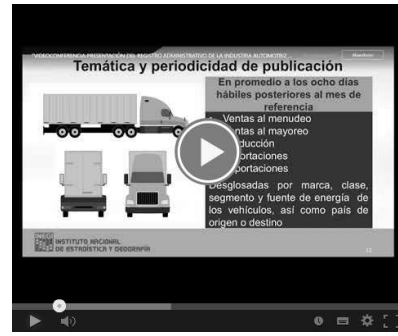 "VIDEOCONFERENCIA PRESENTACIÓN DEL REGISTRO ADMINISTRATIVO DE LA INDUSTRIA AUTOMOTRIZ ...
Temática y periodicidad de publicación
En promedio a los ocho días
hábiles posteriores al mes de
referencia
Ventas al menudeo
entas al mayoreo
ducción
portaciones
portaciones
Desglosadas por marca, clase,
segmento y fuente de energía de
los vehículos, así como país de
origen o destino
INSTITUTO NACIONAL
DE ESTADÍSTICA Y GEOGRAFÍA